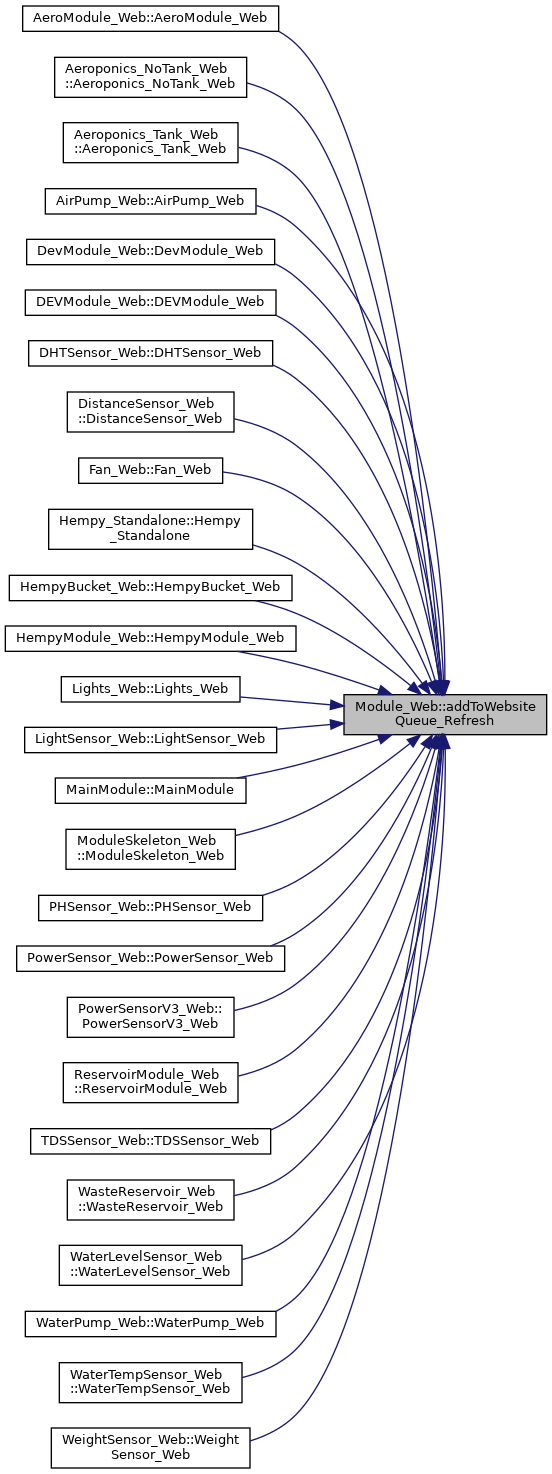 AeroModule_Web::AeroModule_Web
Aeroponics_NoTank_Web
::Aeroponics_NoTank_Web
Aeroponics_Tank_Web
::Aeroponics_Tank_Web
AirPump_Web::AirPump_Web
DevModule_Web::DevModule_Web
DEVModule_Web::DEVModule_Web
DHTSensor_Web::DHTSensor_Web
DistanceSensor_Web
::DistanceSensor_Web
Fan_Web::Fan_Web
Hempy_Standalone::Hempy
_Standalone
HempyBucket_Web::HempyBucket_Web
HempyModule_Web::HempyModule_Web
Lights_Web::Lights_Web
Module_Web::addToWebsite
Queue_Refresh
LightSensor_Web::LightSensor_Web
MainModule::MainModule
ModuleSkeleton_Web
::ModuleSkeleton_Web
PHSensor_Web::PHSensor_Web
PowerSensor_Web::PowerSensor_Web
PowerSensorV3_Web::
PowerSensorV3_Web
ReservoirModule_Web
::ReservoirModule_Web
TDSSensor_Web::TDSSensor_Web
WasteReservoir_Web
::WasteReservoir_Web
WaterLevelSensor_Web
::WaterLevelSensor_Web
WaterPump_Web::WaterPump_Web
WaterTempSensor_Web
::WaterTempSensor_Web
WeightSensor_Web::Weight
Sensor_Web